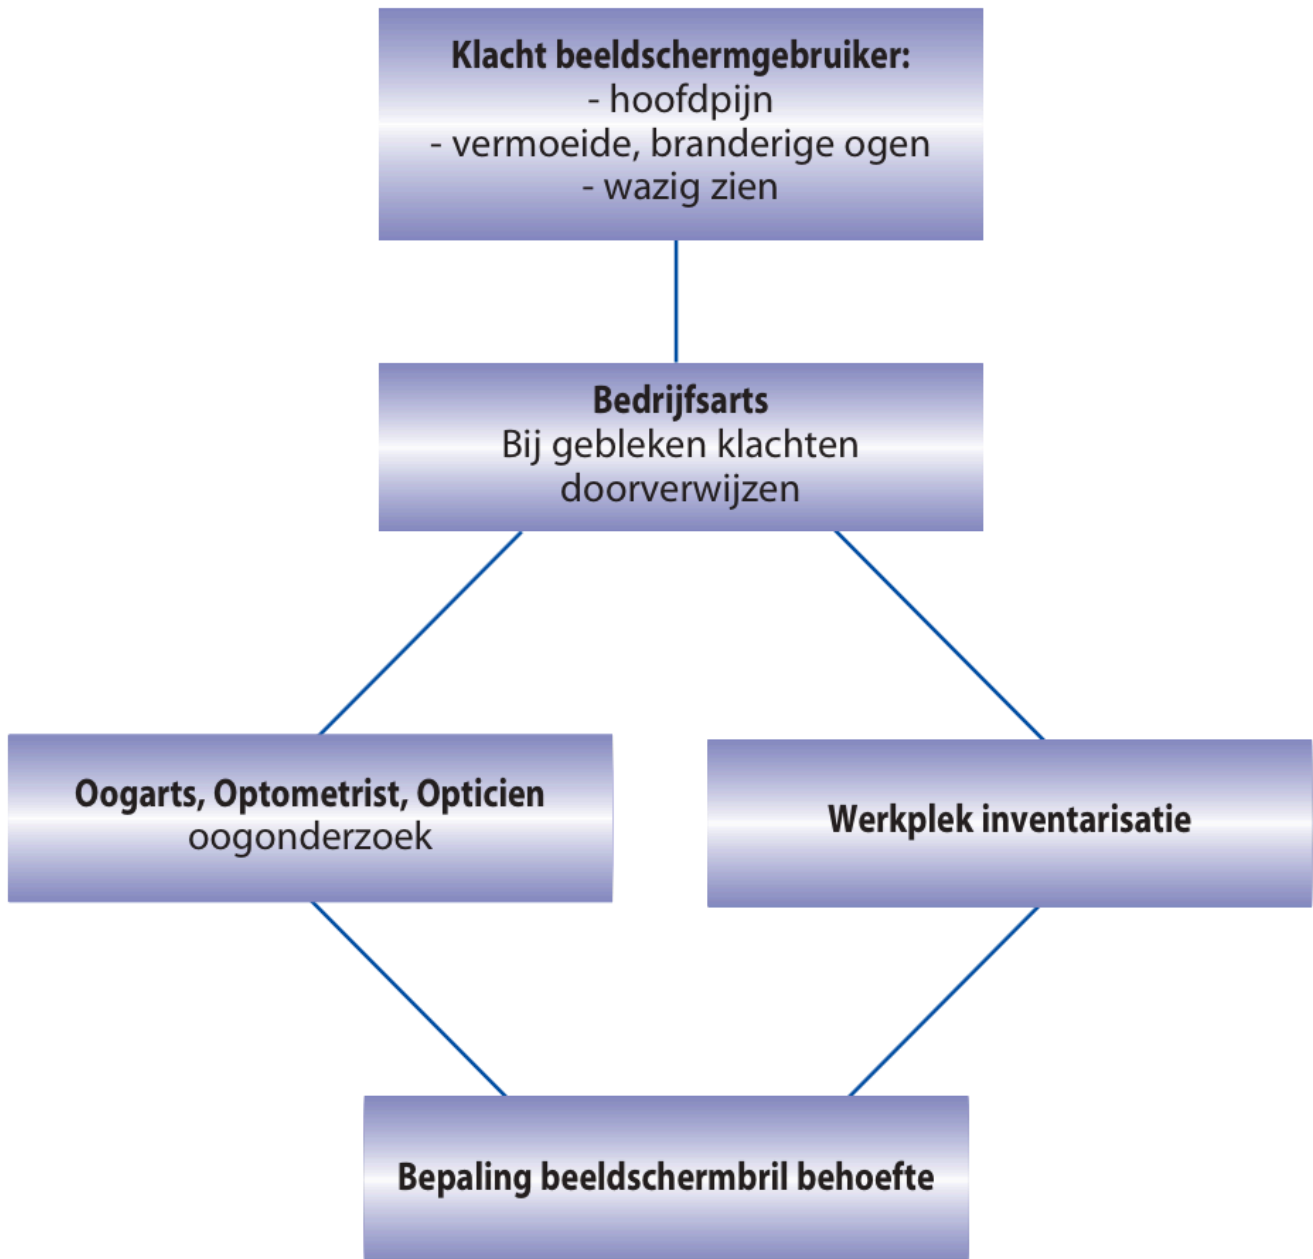 Klacht beeldschermgebruiker:
- hoofdpijn
- vermoeide, branderige ogen
- wazig zien
Bedrijfsarts
Bij gebleken klachten
doorverwijzen
Oogarts, Optometrist, Opticien
oogonderzoek
Werkplek inventarisatie
Bepaling beeldschermbril behoefte